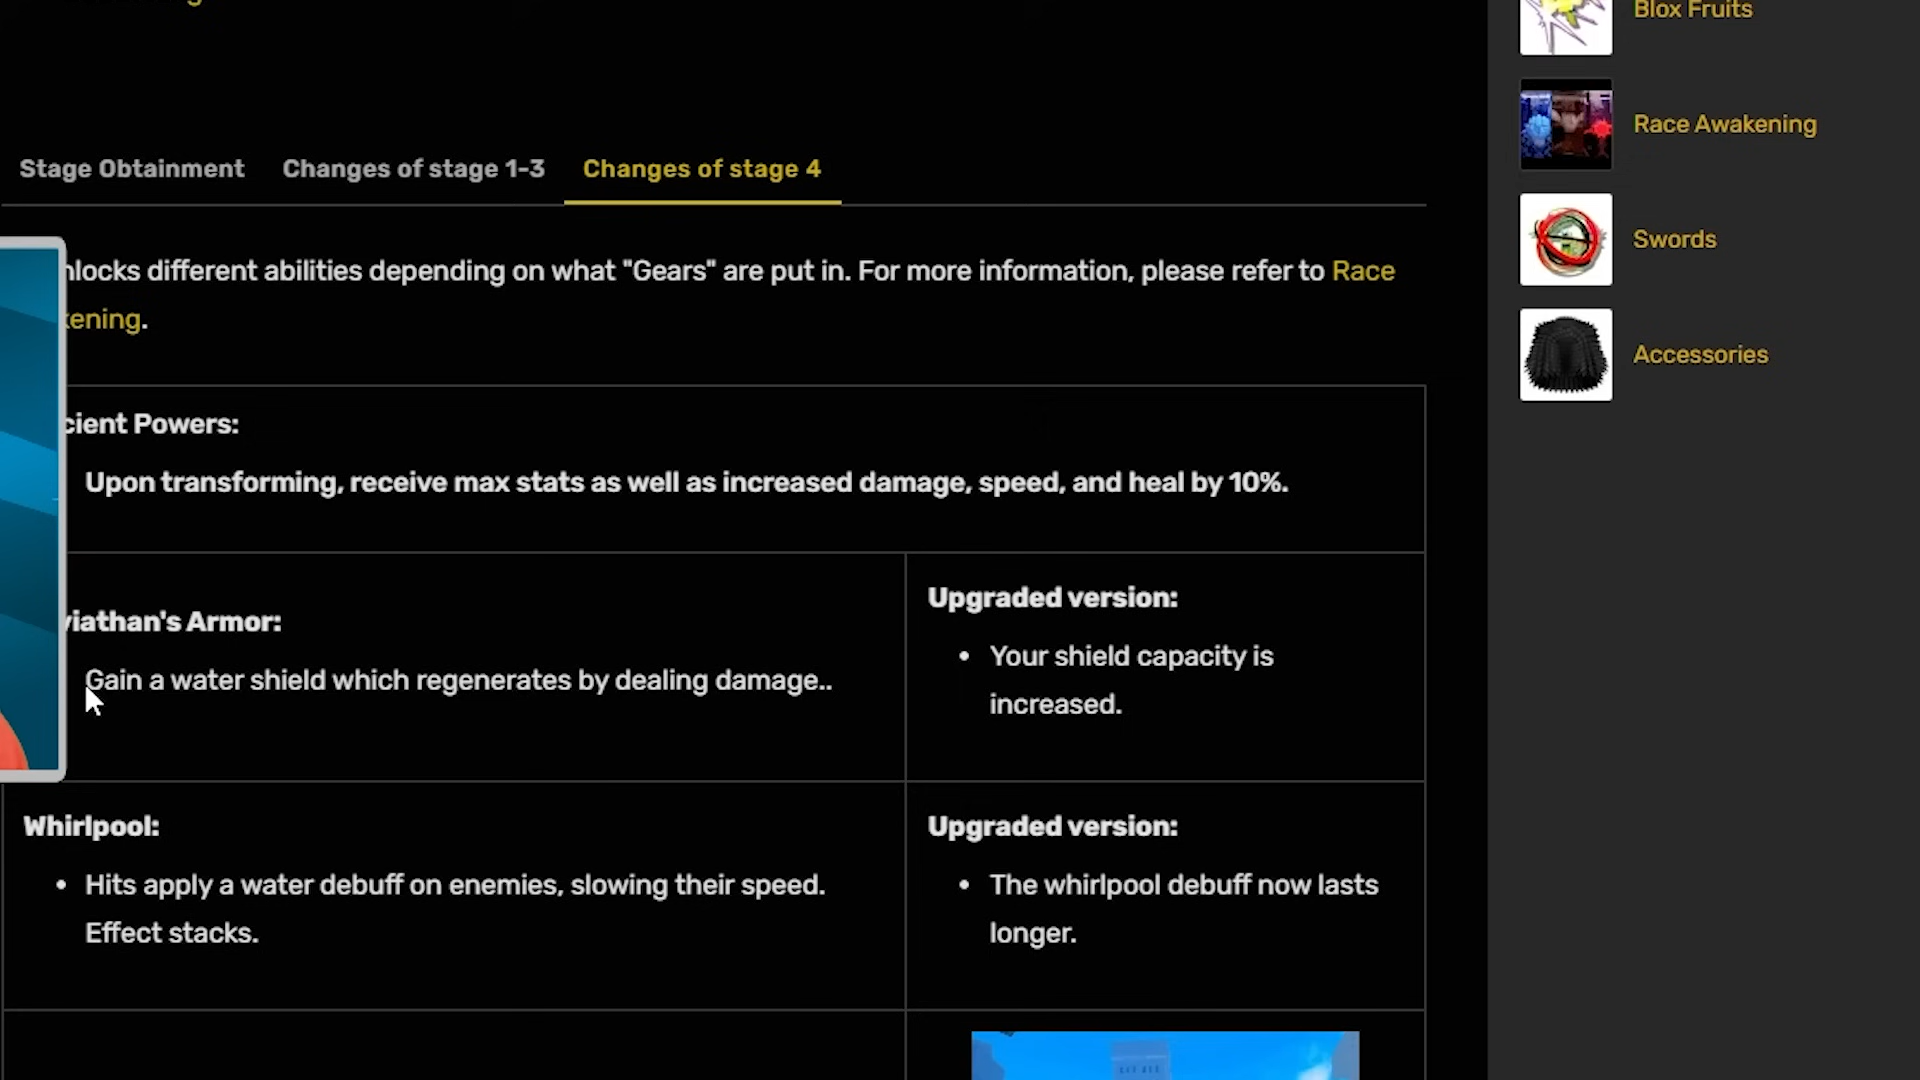 Blox Fruits
Race Awakening
Stage Obtainment Changes of stage 1-3 Changes of stage 4
Swords
different abilities depending on what "Gears" are put in. For more information, please refer to Race
Accessories
Powers:
Upon transforming, receive max stats as well as increased damage, speed, and heal by 10%.
Armor:
Gain a water shield which regenerates by dealing damage..
Upgraded version:
• Your shield capacity is
increased.
Whirlpool:
• Hits apply a water debuff on enemies, slowing their speed.
Effect stacks.
Upgraded version:
• The whirlpool debuff now lasts
longer.